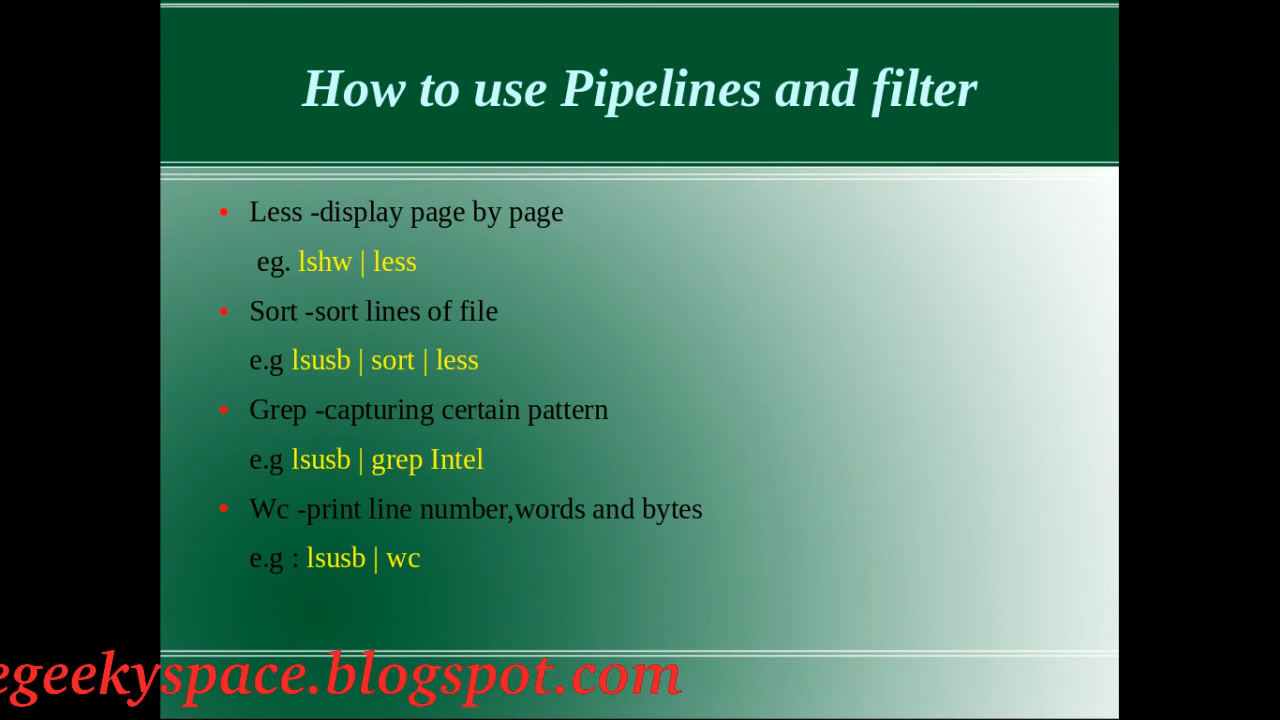 How to use Pipelines and filter
• Less -display page by page
eg. lshw | less
• Sort -sort lines of file
e.g lsusb | sort | less
• Grep -capturing certain pattern
e.g lsusb | grep Intel
• Wc -print line number,words and bytes
e.g : lsusb | wc
egeekyspace.blogspot.com